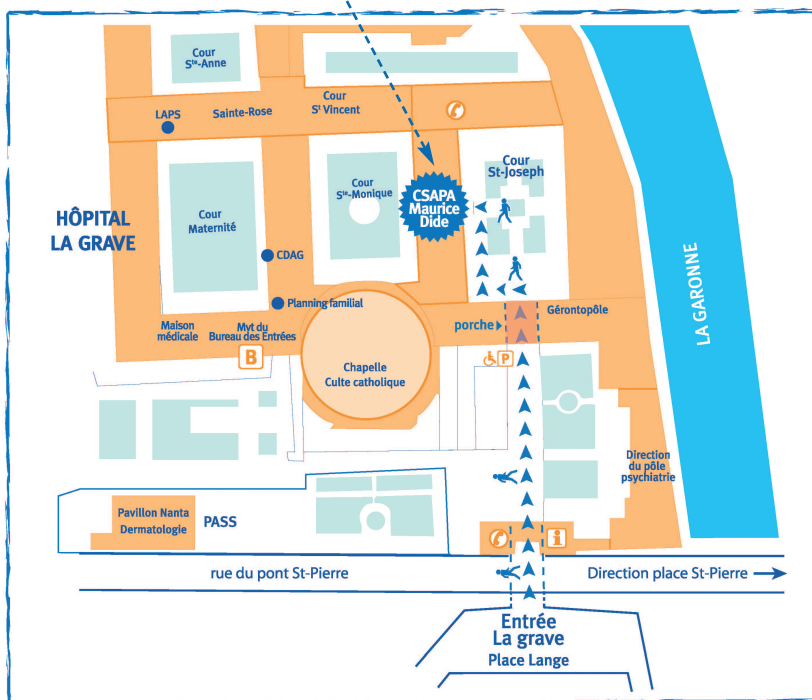 Cour
Ste-Anne
LAPS
Sainte-Rose
Cour
St Vincent
Cour
Maternité
Cour
Ste-Monique
CSAPA
Maurice
Dide
Cour
St-Joseph
HÔPITAL
LA GRAVE
CDAG
Planning familial
Maison
médicale
Myt du
Bureau des Entrées
B
Chapelle
Culte catholique
porche
Gérontopôle
P
LA GARONNE
Direction
du pôle
psychiatrie
Pavillon Nanta
Dermatologie
PASS
i
rue du pont St-Pierre
Direction place St-Pierre
Entrée
La grave
Place Lange